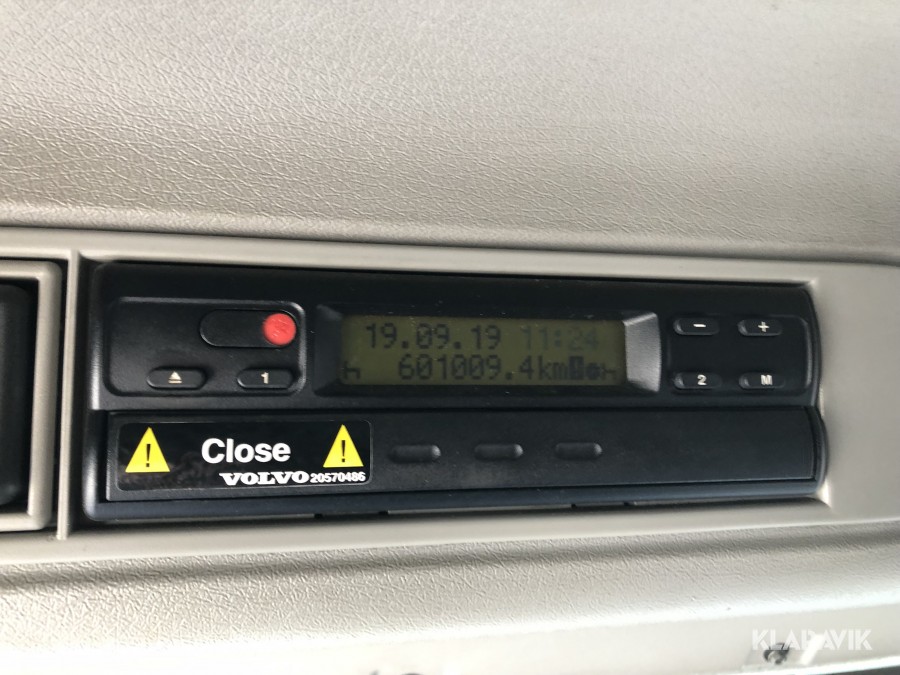 19.09.19 11:24
601009.4km
1
2 M
Close
VOLVO 20570486
KLARAVIK